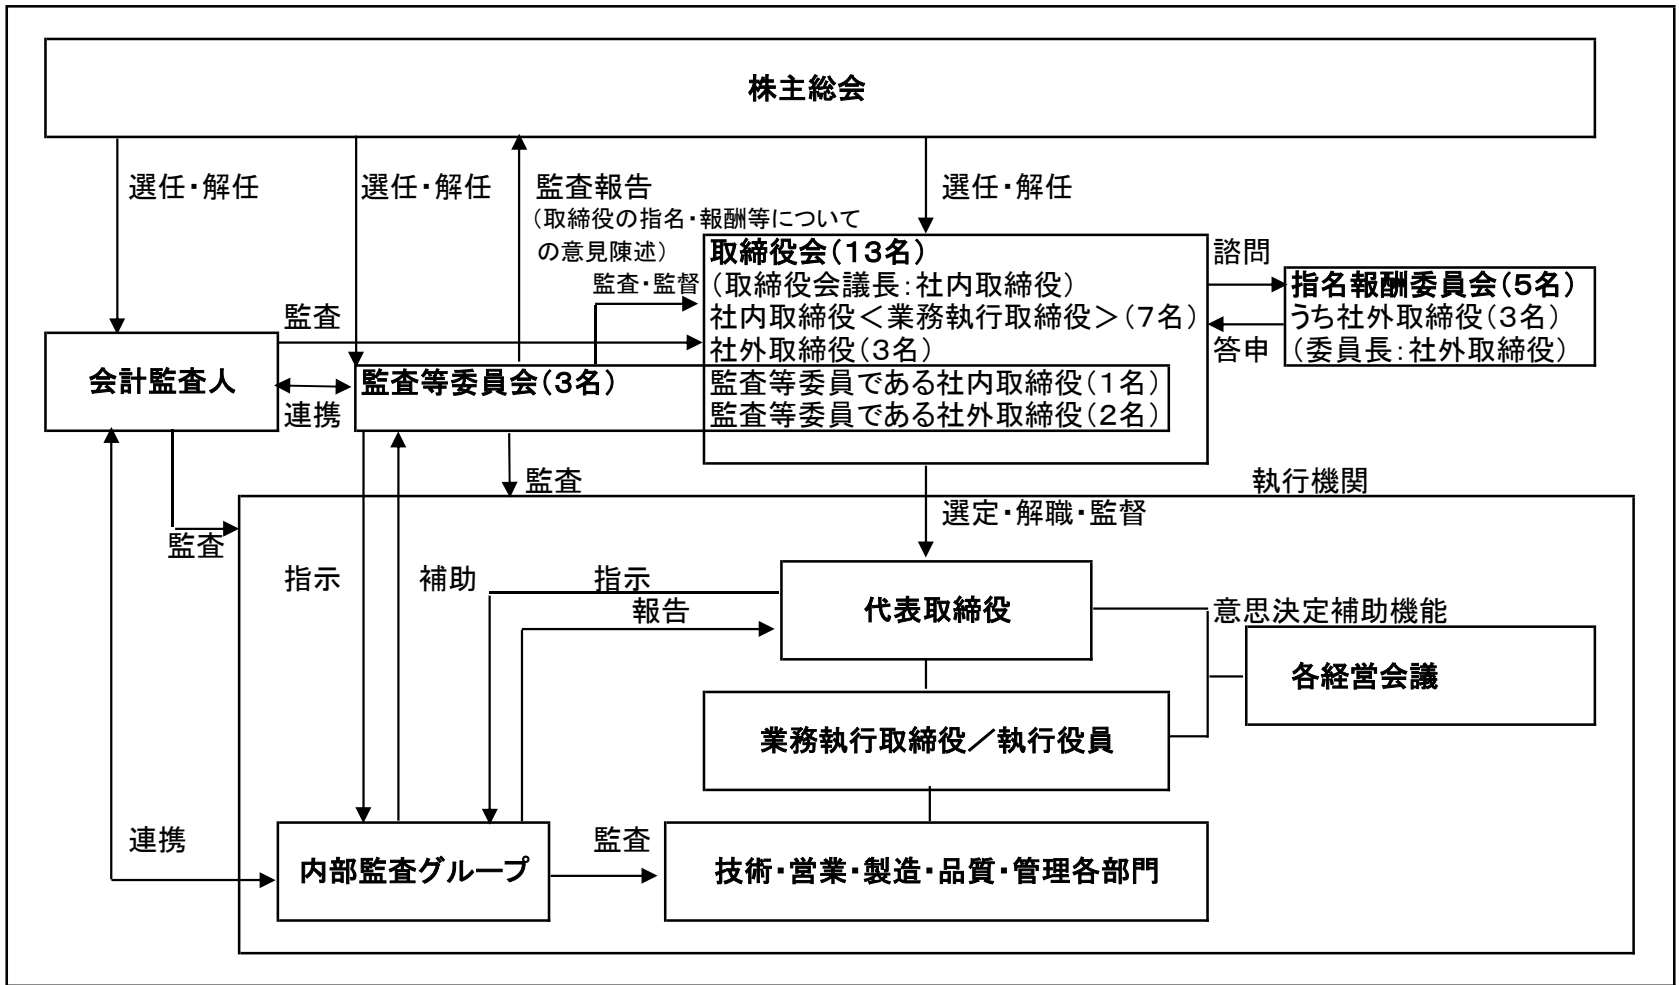 株主総会
選任・解任
選任・解任
監査報告
(取締役の指名・報酬等について
の意見陳述)
選任・解任
監査・監督
取締役会(13名)
(取締役会議長:社内取締役)
社内取締役<業務執行取締役>(7名)
社外取締役(3名)
諮問
答申
指名報酬委員会(5名)
うち社外取締役(3名)
(委員長:社外取締役)
監査
会計監査人
連携
監査等委員会(3名)
監査等委員である社内取締役(1名)
監査等委員である社外取締役(2名)
監査
監査
執行機関
選定・解職・監督
指示
補助
指示
報告
代表取締役
意思決定補助機能
各経営会議
業務執行取締役/執行役員
連携
内部監査グループ
監査
技術・営業・製造・品質・管理各部門